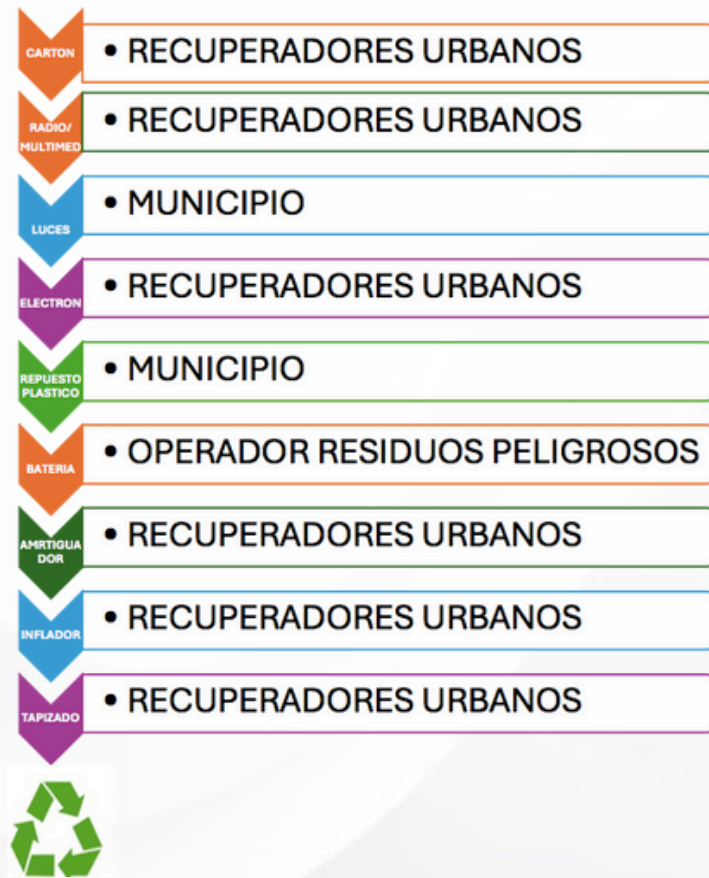 CARTON
• RECUPERADORES URBANOS
RADIO/
MULTIMED
• RECUPERADORES URBANOS
LUCES
• MUNICIPIO
ELECTRON
• RECUPERADORES URBANOS
REPUESTO
PLASTICO
• MUNICIPIO
BATERIA
• OPERADOR RESIDUOS PELIGROSOS
AMRTIGUA
DOR
• RECUPERADORES URBANOS
INFLADOR
• RECUPERADORES URBANOS
TAPIZADO
• RECUPERADORES URBANOS